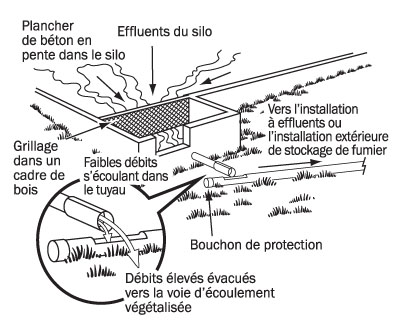 Plancher
de béton en
pente dans le silo
Effluents du silo
Vers l'installation
à effluents ou
l'installation extérieure
de stockage de fumier
Grillage
dans un
cadre de
bois
Faibles débits
s'écoulant dans
le tuyau
Bouchon de protection
Débits élevés évacués
vers la voie d'écoulement
végétalisée